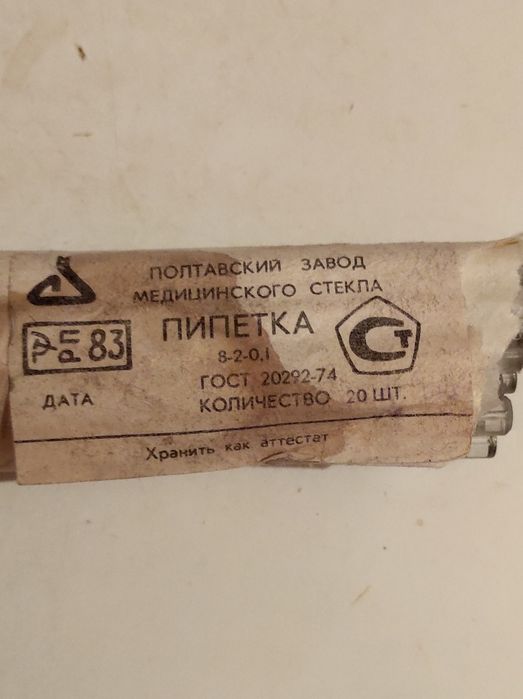 ПОЛТАВСКИЙ ЗАВОД
МЕДИЦИНСКОГО СТЕКЛА
ПИПЕТКА
8-2-0,1
ГОСТ 20292-74
КОЛИЧЕСТВО 20 ШТ.
83
ДАТА
Хранить как аттестат